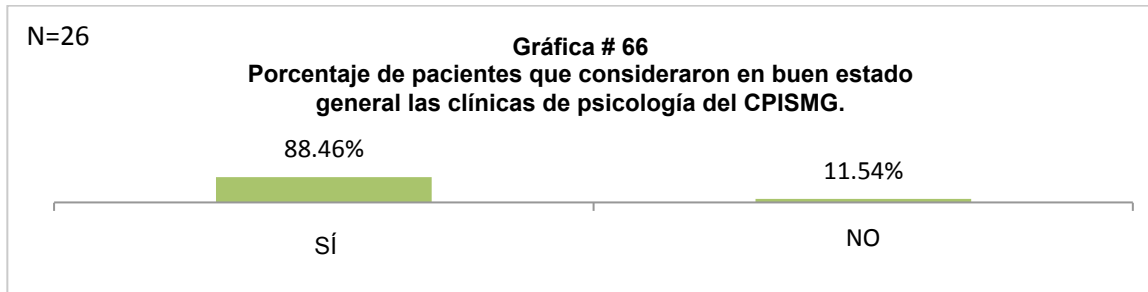 N=26
Gráfica # 66
Porcentaje de pacientes que consideraron en buen estado
general las clínicas de psicología del CPISMG.
88.46%
11.54%
SÍ
NO